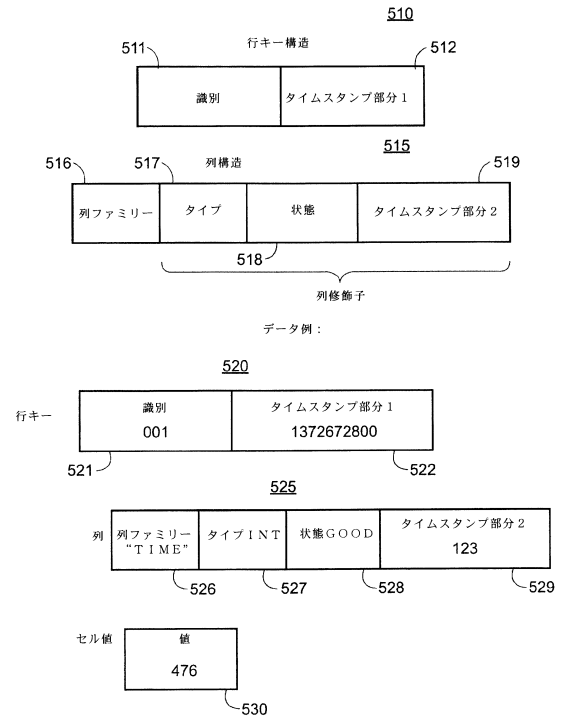 510
行キー構造
511
512
識別
タイムスタンプ部分1
515
516
517
列構造
519
列ファミリー
タイプ
状態
タイムスタンプ部分2
518
列修飾子
データ例:
520
行キー
識別
001
タイムスタンプ部分1
1372672800
521
522
525
列
列ファミリー
“TIME”
タイプINT
状態GOOD
タイムスタンプ部分2
123
526
527
528
529
セル値
値
476
530